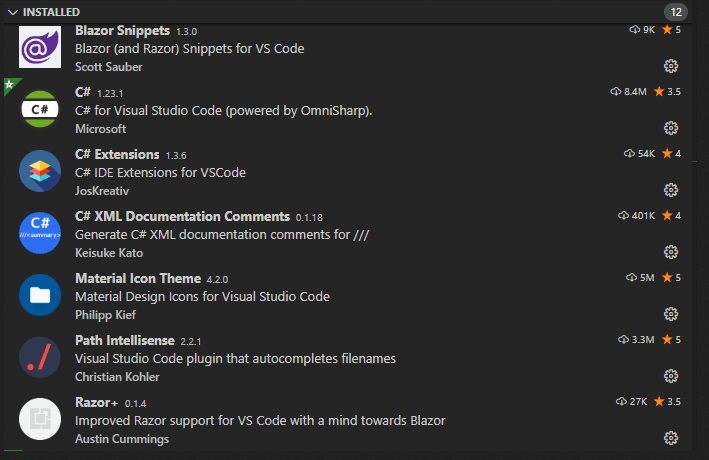 INSTALLED 12
Blazor Snippets 1.3.0 9K 5
Blazor (and Razor) Snippets for VS Code
Scott Sauber
C# 1.23.1 8.4M 3.5
C#
C# for Visual Studio Code (powered by OmniSharp).
Microsoft
C# Extensions 1.3.6 54K 4
C# IDE Extensions for VSCode
JosKreativ
C# XML Documentation Comments 0.1.18 401K 4
C#
///<summary>
Generate C# XML documentation comments for ///
Keisuke Kato
Material Icon Theme 4.2.0 5M 5
Material Design Icons for Visual Studio Code
Philipp Kief
Path Intellisense 2.2.1 3.3M 5
./
Visual Studio Code plugin that autocompletes filenames
Christian Kohler
Razor+ 0.1.4 27K 3.5
Improved Razor support for VS Code with a mind towards Blazor
Austin Cummings